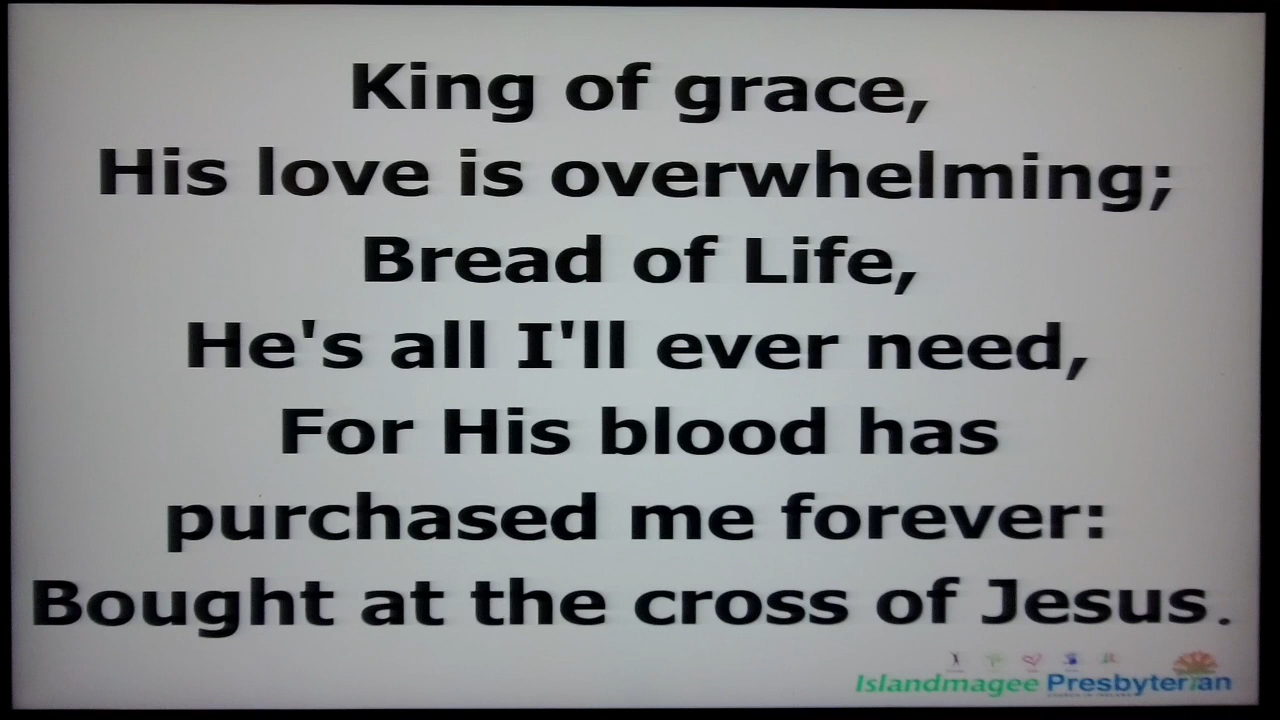 King of grace,
His love is overwhelming;
Bread of Life,
He's all I'll ever need,
For His blood has
purchased me forever:
Bought at the cross of Jesus.
Islandmagee Presbyterian